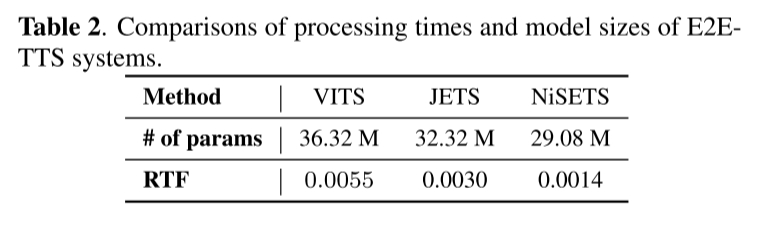 Table 2. Comparisons of processing times and model sizes of E2E-
TTS systems.
Method VITS JETS NiSETS
# of params 36.32 M 32.32 M 29.08 M
RTF 0.0055 0.0030 0.0014